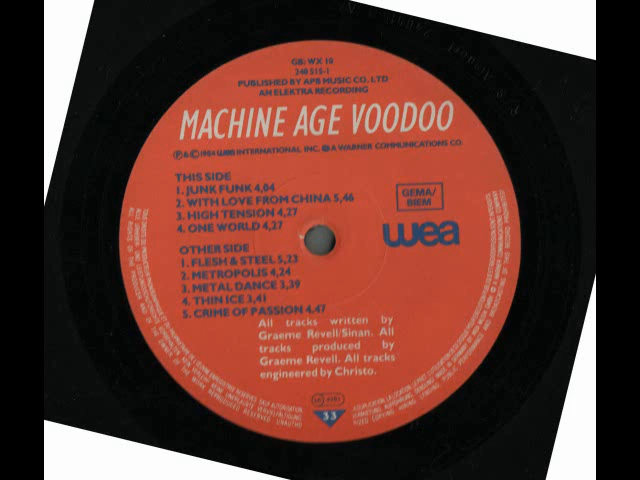 GB: WX 10
240 515-1
PUBLISHED BY APB MUSIC CO. LTD
AN ELEKTRA RECORDING
MACHINE AGE VOODOO
℗ & © 1984 wea INTERNATIONAL INC. A WARNER COMMUNICATIONS CO.
THIS SIDE
1. JUNK FUNK 4,04
2. WITH LOVE FROM CHINA 5,46
3. HIGH TENSION 4,27
4. ONE WORLD 4,27
GEMA/
BIEM
wea
OTHER SIDE
1. FLESH & STEEL 5,23
2. METROPOLIS 4,24
3. METAL DANCE 3,39
4. THIN ICE 3,41
5. CRIME OF PASSION 4,47
All tracks written by
Graeme Revell/Sinan. All
tracks produced by
Graeme Revell. All tracks
engineered by Christo.
33